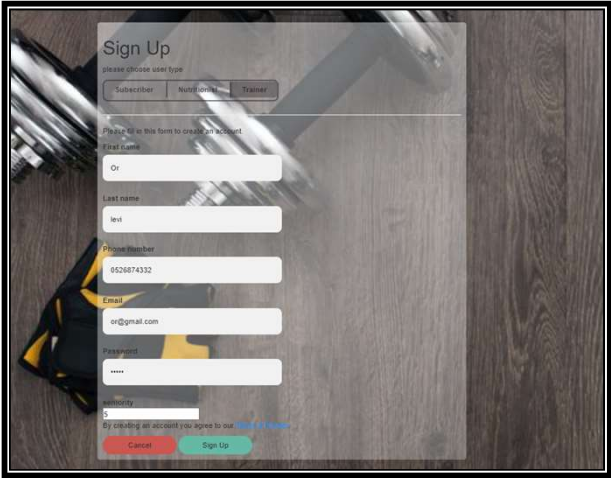 Sign Up
please choose user type
Subscriber Nutritionist Trainer
Please fill in this form to create an account.
First name
Or
Last name
levi
Phone number
0526874332
Email
or@gmail.com
Password
•••••
seniority
5
By creating an account you agree to our
Cancel Sign Up